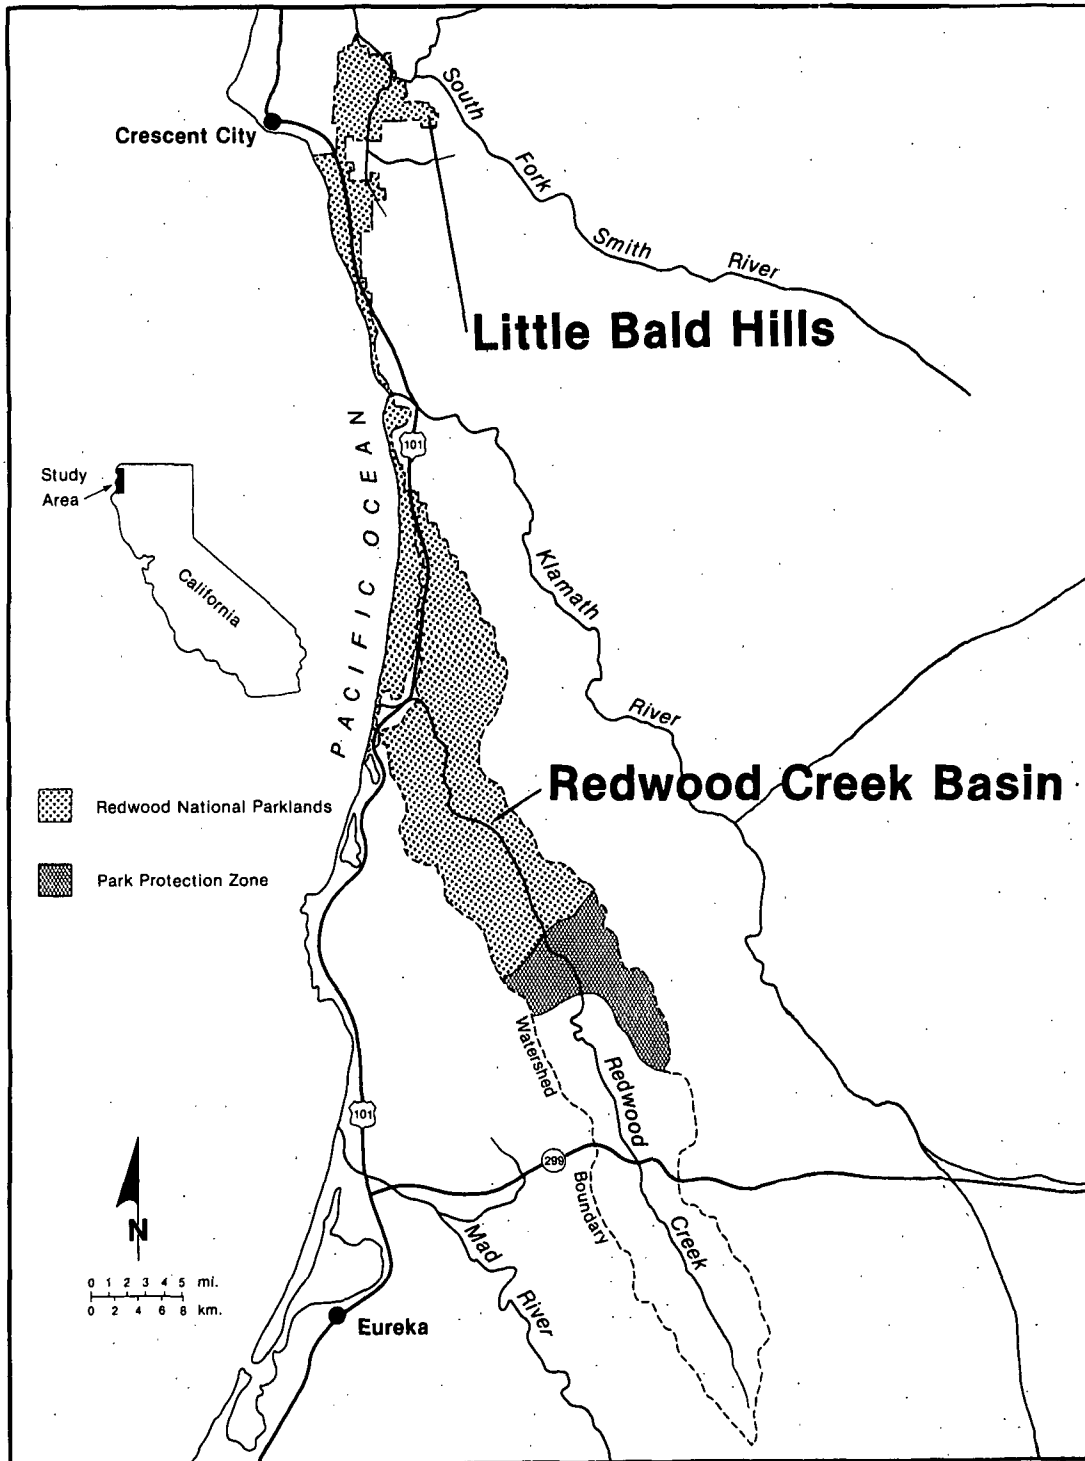 Crescent City
South
Fork
Smith
River
Little Bald Hills
PACIFIC OCEAN
101
Study
Area
California
Klamath
River
Redwood Creek Basin
Redwood National Parklands
Park Protection Zone
Watershed
Boundary
Redwood
Creek
101
299
N
Mad
River
0 1 2 3 4 5 mi.
0 2 4 6 8 km.
Eureka